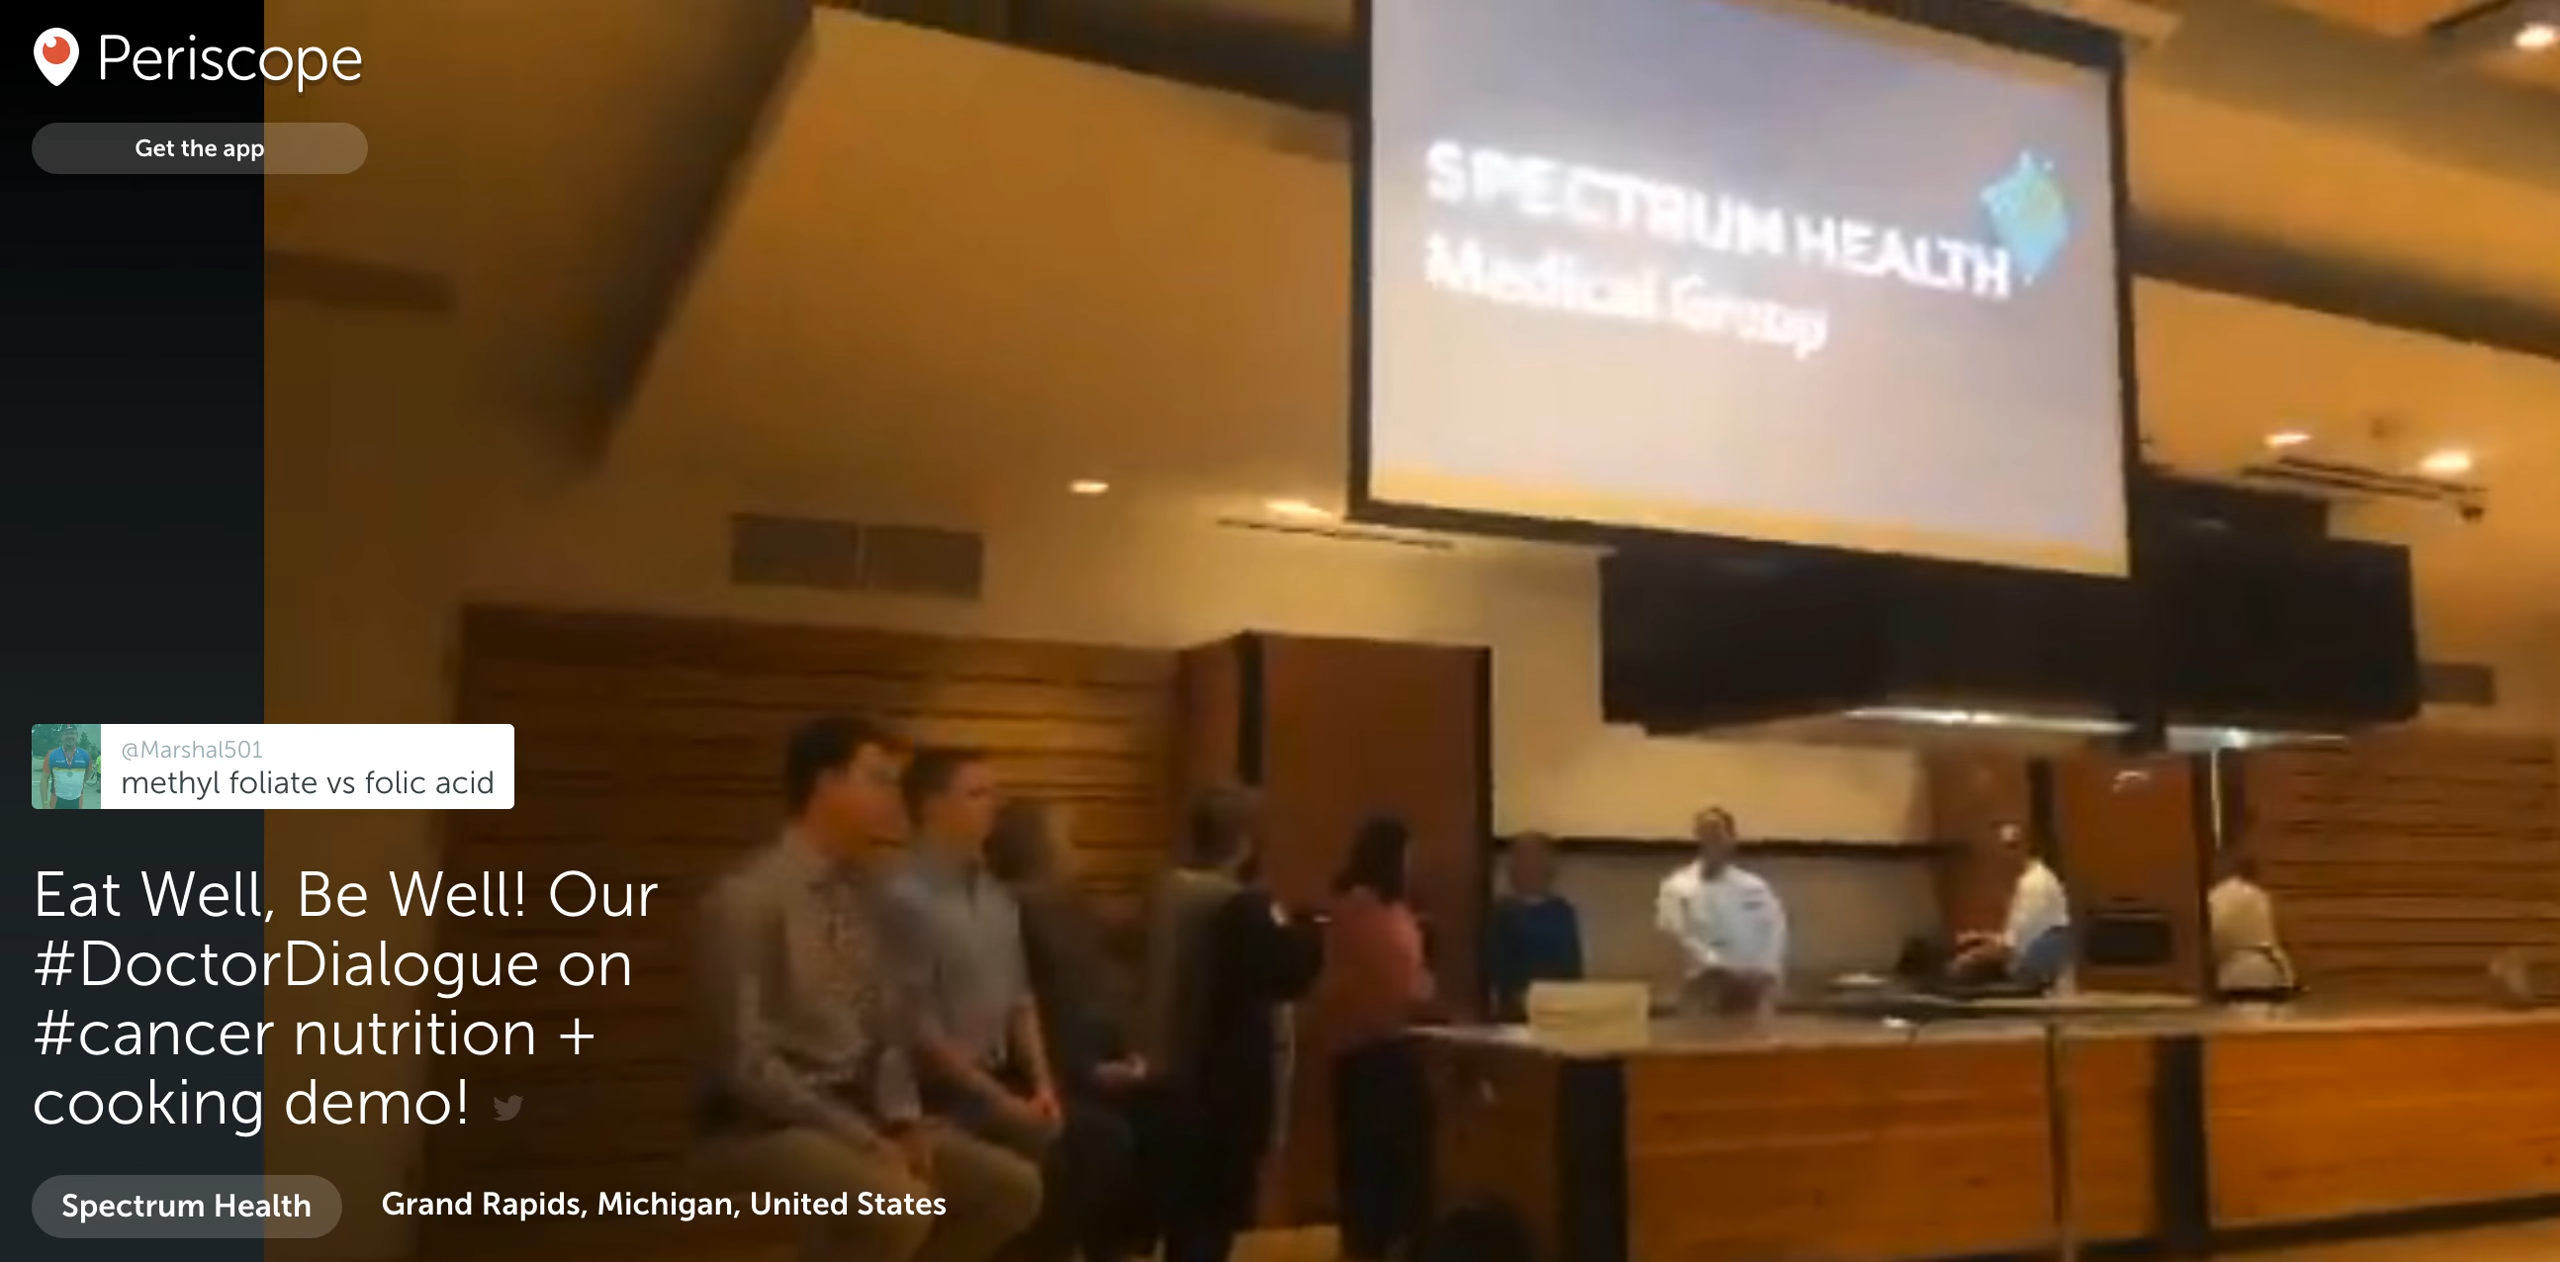 Periscope
Get the app
SPECTRUM HEALTH
Medical Group
@Marshal501
methyl foliate vs folic acid
Eat Well, Be Well! Our
#DoctorDialogue on
#cancer nutrition +
cooking demo!
Spectrum Health
Grand Rapids, Michigan, United States